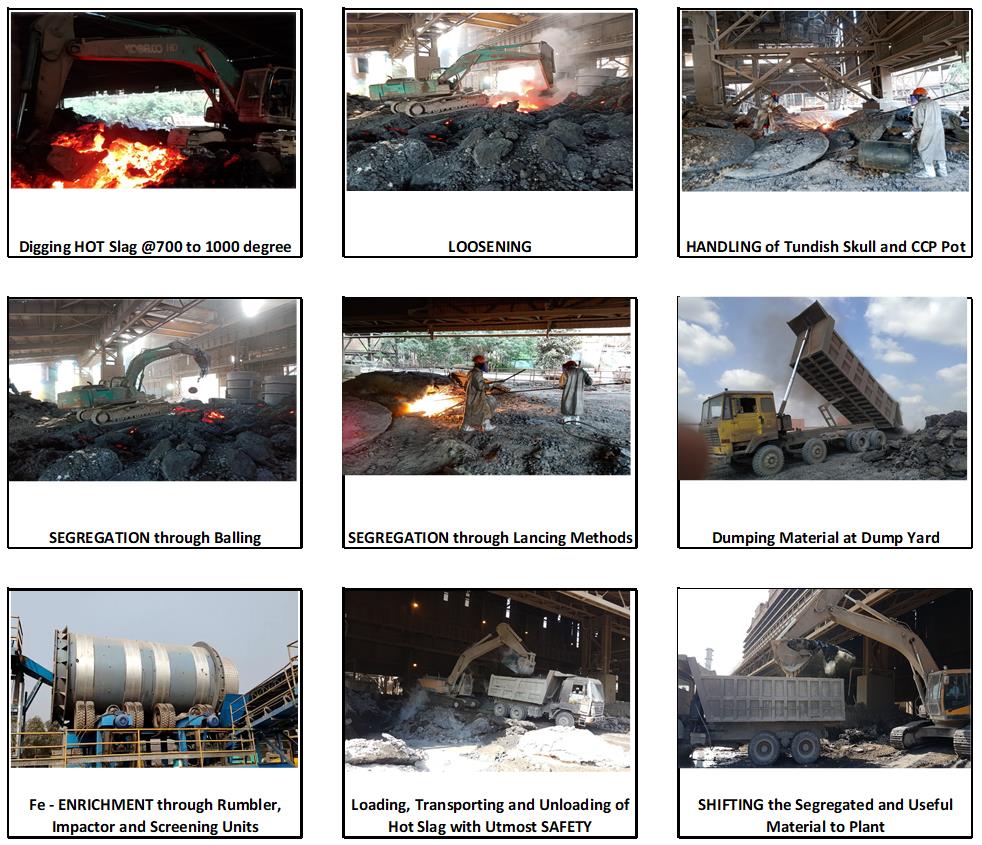 KOBELCO HD
Digging HOT Slag @700 to 1000 degree
LOOSENING
HANDLING of Tundish Skull and CCP Pot
SEGREGATION through Balling
SEGREGATION through Lancing Methods
Dumping Material at Dump Yard
Fe - ENRICHMENT through Rumbler,
Impactor and Screening Units
Loading, Transporting and Unloading of
Hot Slag with Utmost SAFETY
SHIFTING the Segregated and Useful
Material to Plant